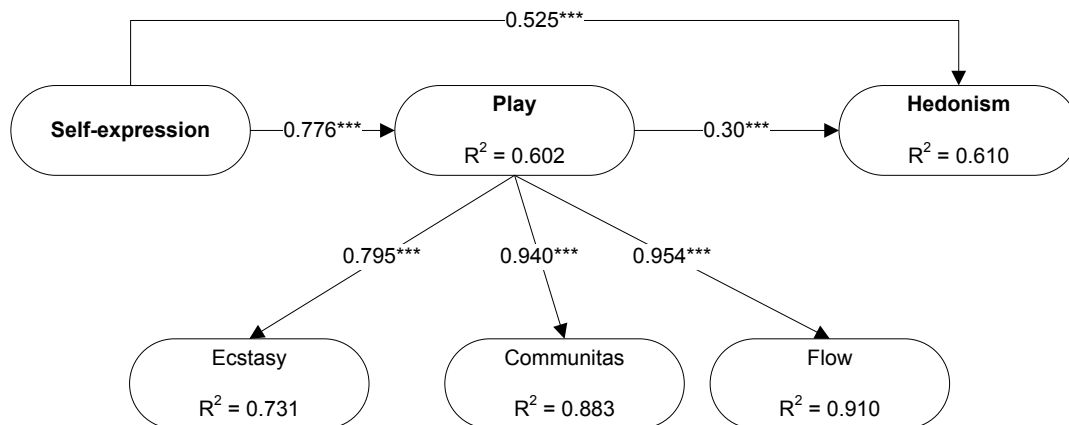 0.525***
Self-expression
0.776***
Play
R² = 0.602
0.30***
Hedonism
R² = 0.610
0.795***
0.940***
0.954***
Ecstasy
R² = 0.731
Communitas
R² = 0.883
Flow
R² = 0.910